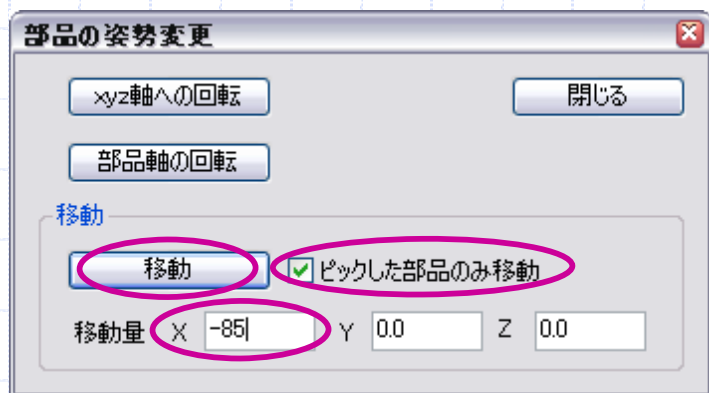 部品の姿勢変更
xyz軸への回転 閉じる
部品軸の回転
移動
移動 ピックした部品のみ移動
移動量 X -85 Y 0.0 Z 0.0